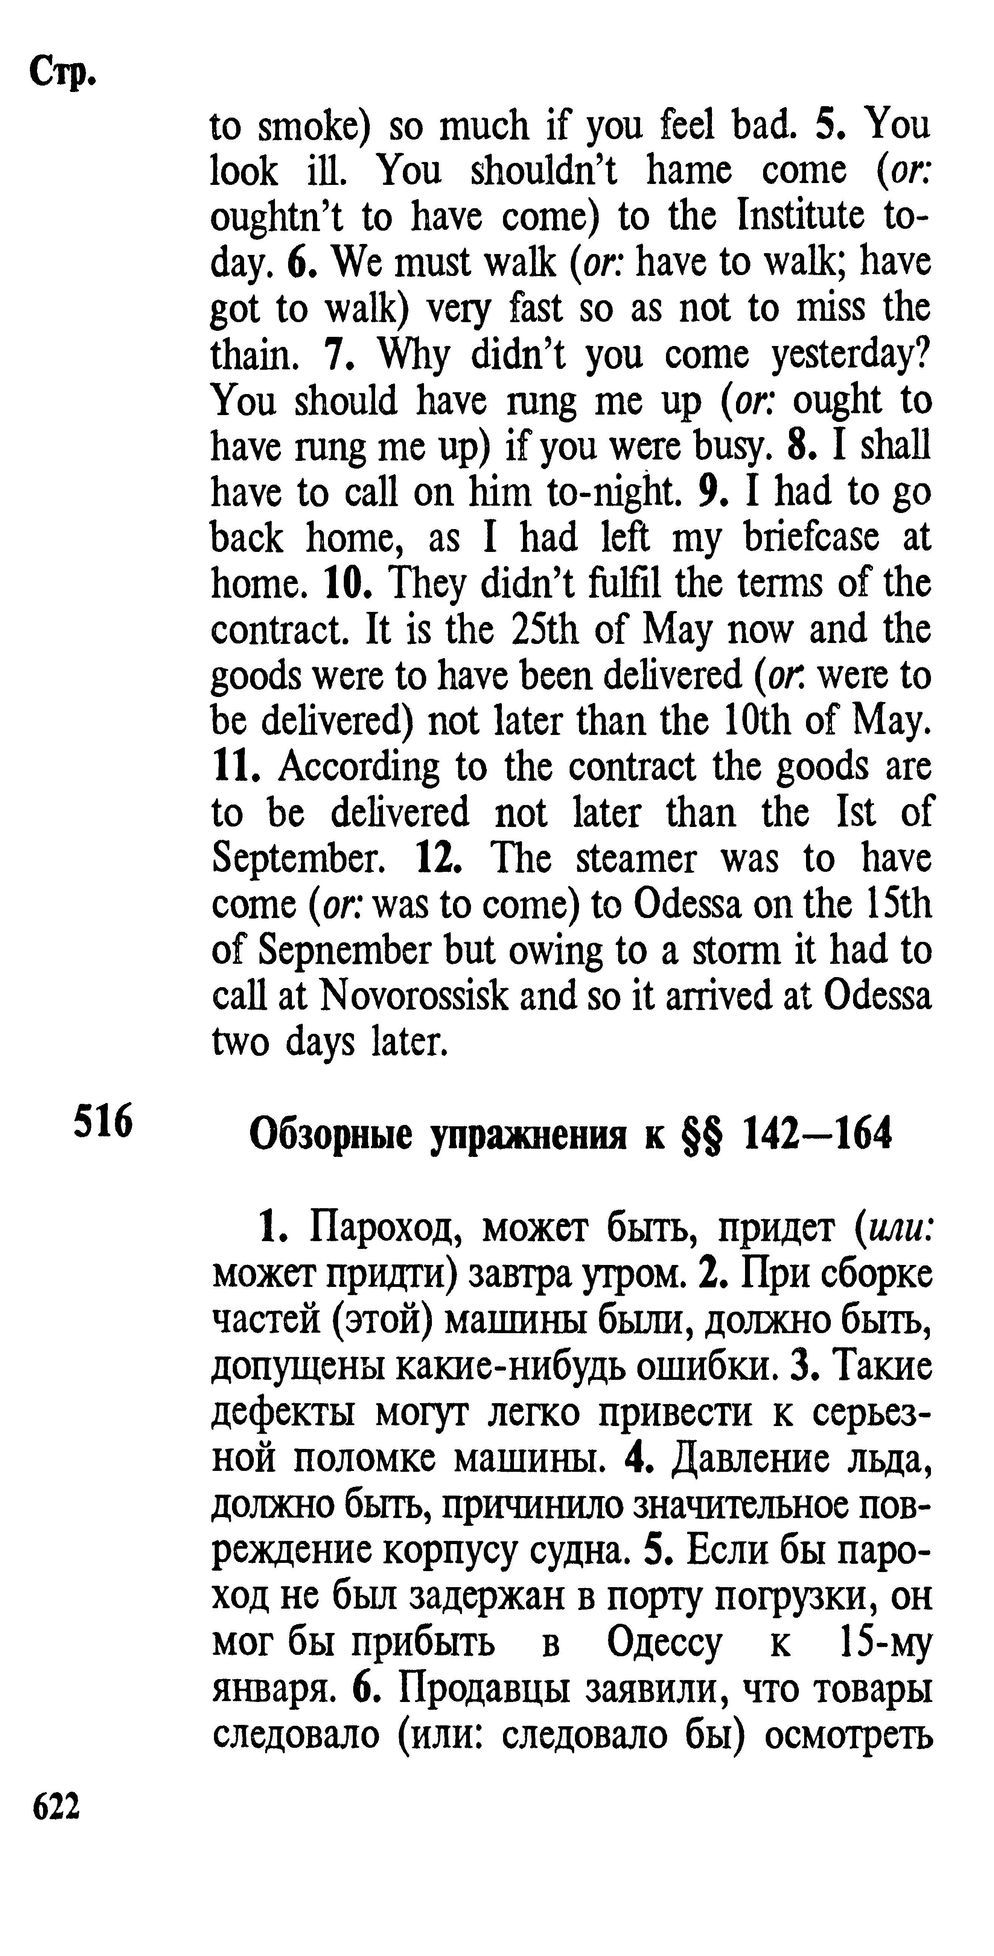 Стр.
to smoke) so much if you feel bad. 5. You
look ill. You shouldn't hame come (or:
oughtn't to have come) to the Institute to-
day. 6. We must walk (or: have to walk; have
got to walk) very fast so as not to miss the
thain. 7. Why didn't you come yesterday?
You should have rung me up (or: ought to
have rung me up) if you were busy. 8. I shall
have to call on him to-night. 9. I had to go
back home, as I had left my briefcase at
home. 10. They didn't fulfil the terms of the
contract. It is the 25th of May now and the
goods were to have been delivered (or. were to
be delivered) not later than the 10th of May.
11. According to the contract the goods are
to be delivered not later than the Ist of
September. 12. The steamer was to have
come (or: was to come) to Odessa on the 15th
of Sepnember but owing to a storm it had to
call at Novorossisk and so it arrived at Odessa
two days later.
516 Обзорные упражнения к §§ 142—164
1. Пароход, может быть, придет (или:
может придти) завтра утром. 2. При сборке
частей (этой) машины были, должно быть,
допущены какие-нибудь ошибки. 3. Такие
дефекты могут легко привести к серьез-
ной поломке машины. 4. Давление льда,
должно быть, причинило значительное пов-
реждение корпусу судна. 5. Если бы паро-
ход не был задержан в порту погрузки, он
мог бы прибыть в Одессу к 15-му
января. 6. Продавцы заявили, что товары
следовало (или: следовало бы) осмотреть
622